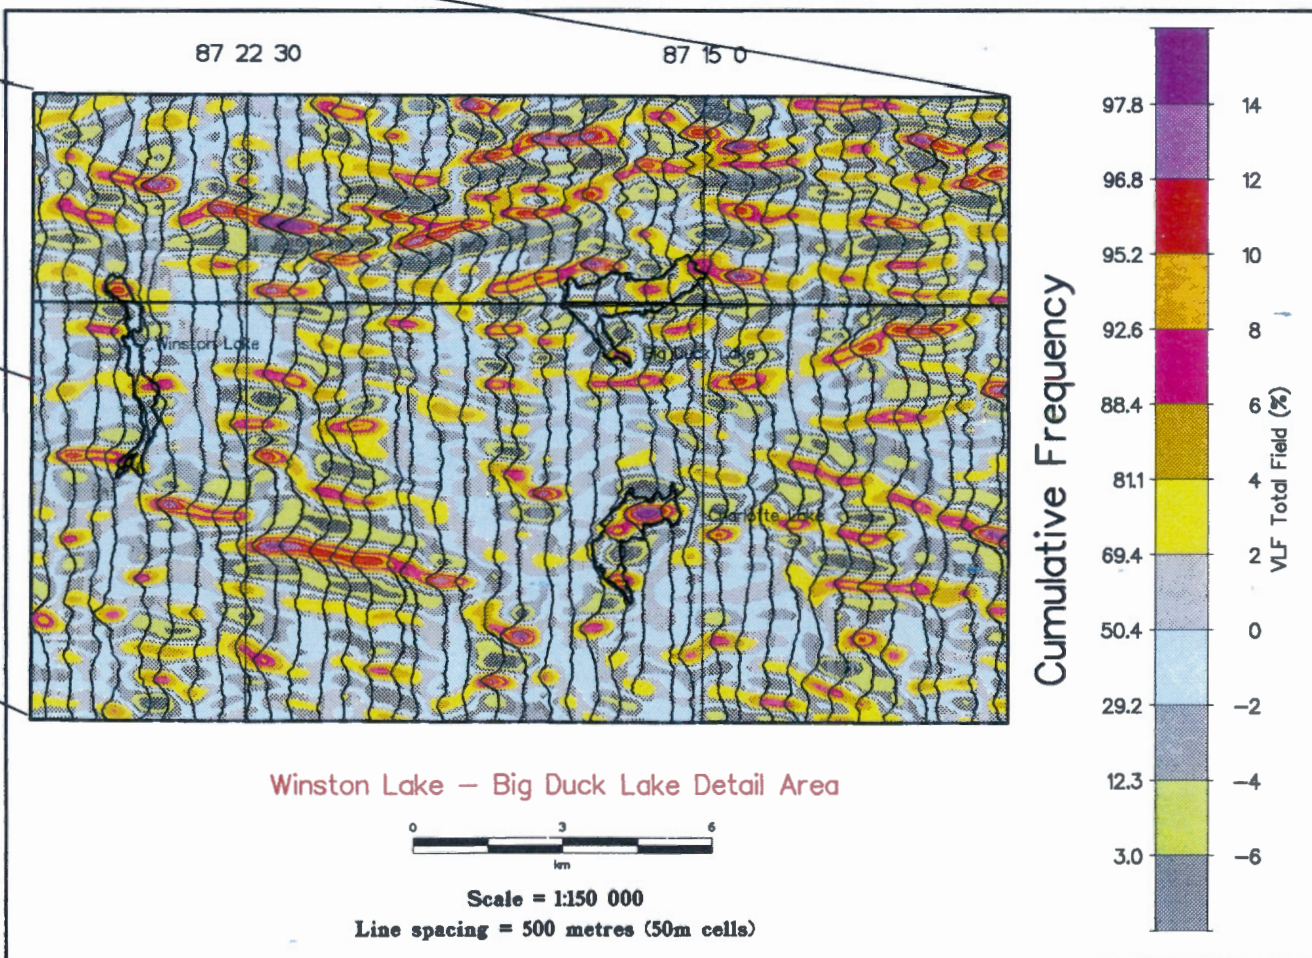 87 22 30
87 15 0
Winston Lake
Big Duck Lake
Charlotte Lake
Cumulative Frequency
97.8
96.8
95.2
92.6
88.4
81.1
69.4
50.4
29.2
12.3
3.0
14
12
10
8
6
4
2
0
−2
−4
−6
VLF Total Field (%)
Winston Lake − Big Duck Lake Detail Area
0 3 6
km
Scale = 1:150 000
Line spacing = 500 metres (50m cells)